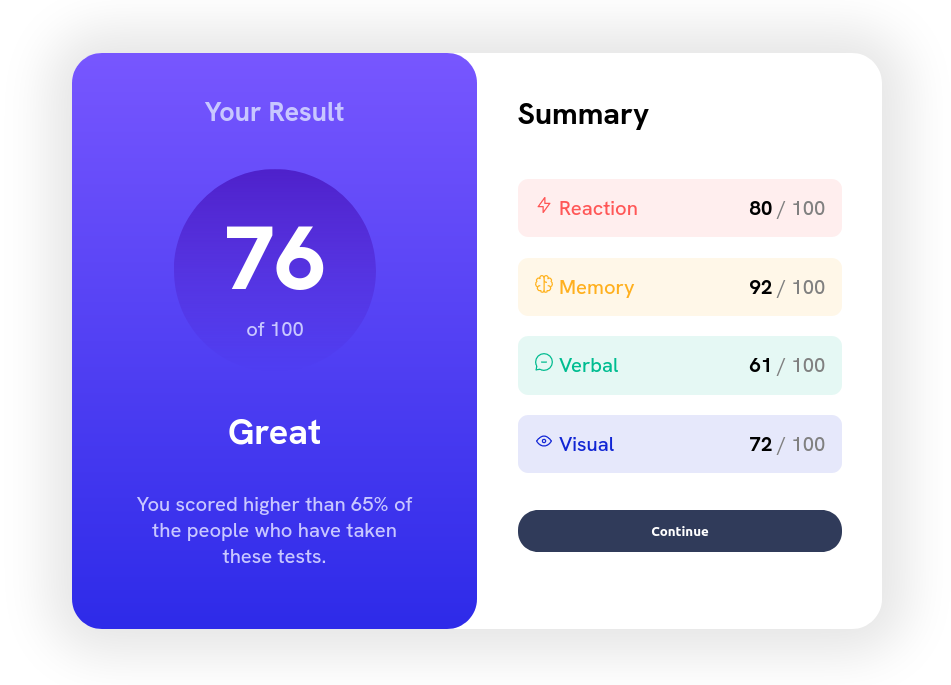 Your Result
76
of 100
Great
You scored higher than 65% of
the people who have taken
these tests.
Summary
Reaction 80 / 100
Memory 92 / 100
Verbal 61 / 100
Visual 72 / 100
Continue